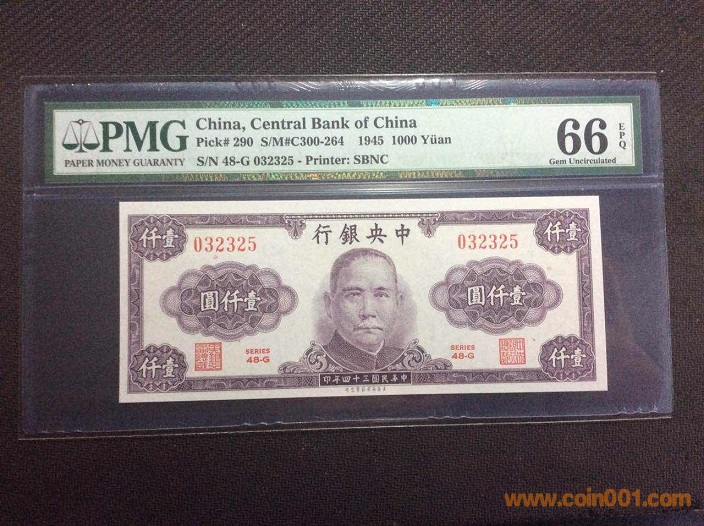 PMG
PAPER MONEY GUARANTY
China, Central Bank of China
Pick# 290 S/M#C300-264 1945 1000 Yüan
S/N 48-G 032325 - Printer: SBNC
66 EPQ
Gem Uncirculated
仟壹 行銀央中 仟壹
032325 032325
圓仟壹 圓仟壹
SERIES
48-G
SERIES
48-G
仟壹 印年四十三國民華中 仟壹
www.coin001.com